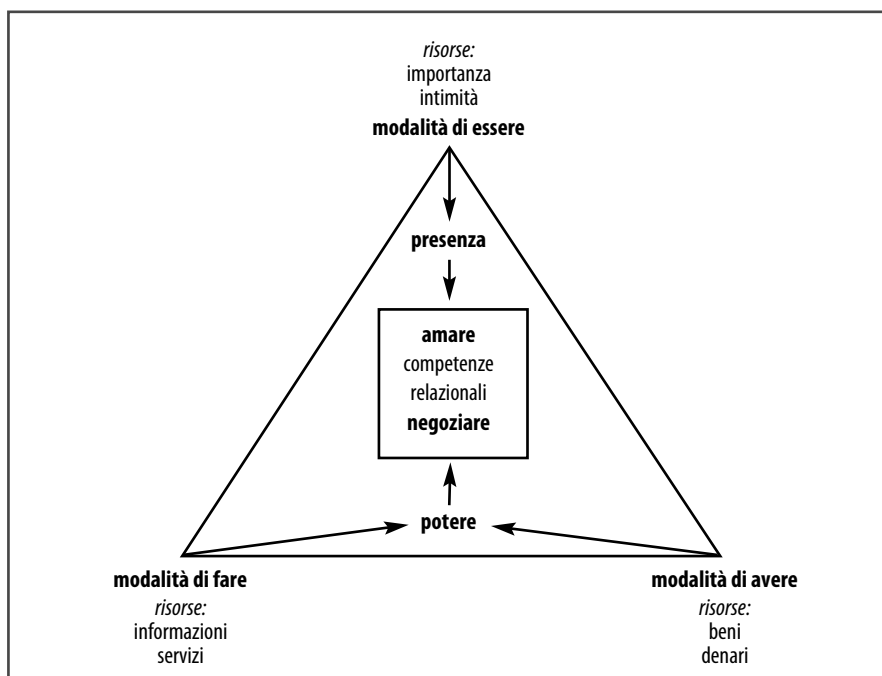 risorse:
importanza
intimità
modalità di essere
presenza
amare
competenze
relazionali
negoziare
potere
modalità di fare
risorse:
informazioni
servizi
modalità di avere
risorse:
beni
denari